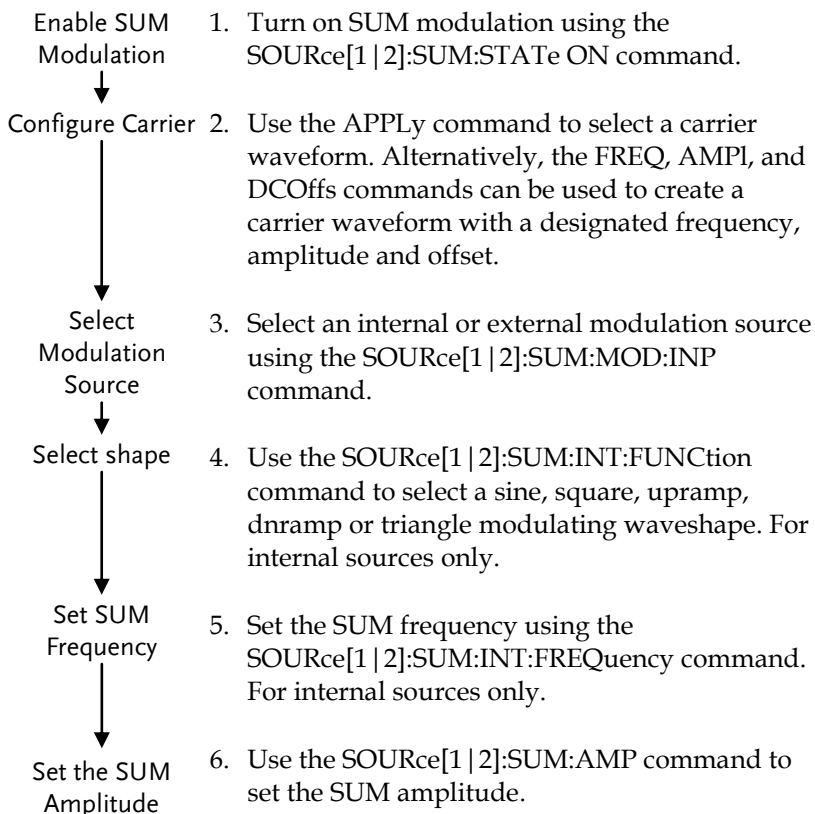 Enable SUM
Modulation
1. Turn on SUM modulation using the
SOURce[1|2]:SUM:STATe ON command.
Configure Carrier
2. Use the APPLy command to select a carrier
waveform. Alternatively, the FREQ, AMPl, and
DCOffs commands can be used to create a
carrier waveform with a designated frequency,
amplitude and offset.
Select
Modulation
Source
3. Select an internal or external modulation source
using the SOURce[1|2]:SUM:MOD:INP
command.
Select shape
4. Use the SOURce[1|2]:SUM:INT:FUNCtion
command to select a sine, square, upramp,
dnramp or triangle modulating waveshape. For
internal sources only.
Set SUM
Frequency
5. Set the SUM frequency using the
SOURce[1|2]:SUM:INT:FREQuency command.
For internal sources only.
Set the SUM
Amplitude
6. Use the SOURce[1|2]:SUM:AMP command to
set the SUM amplitude.